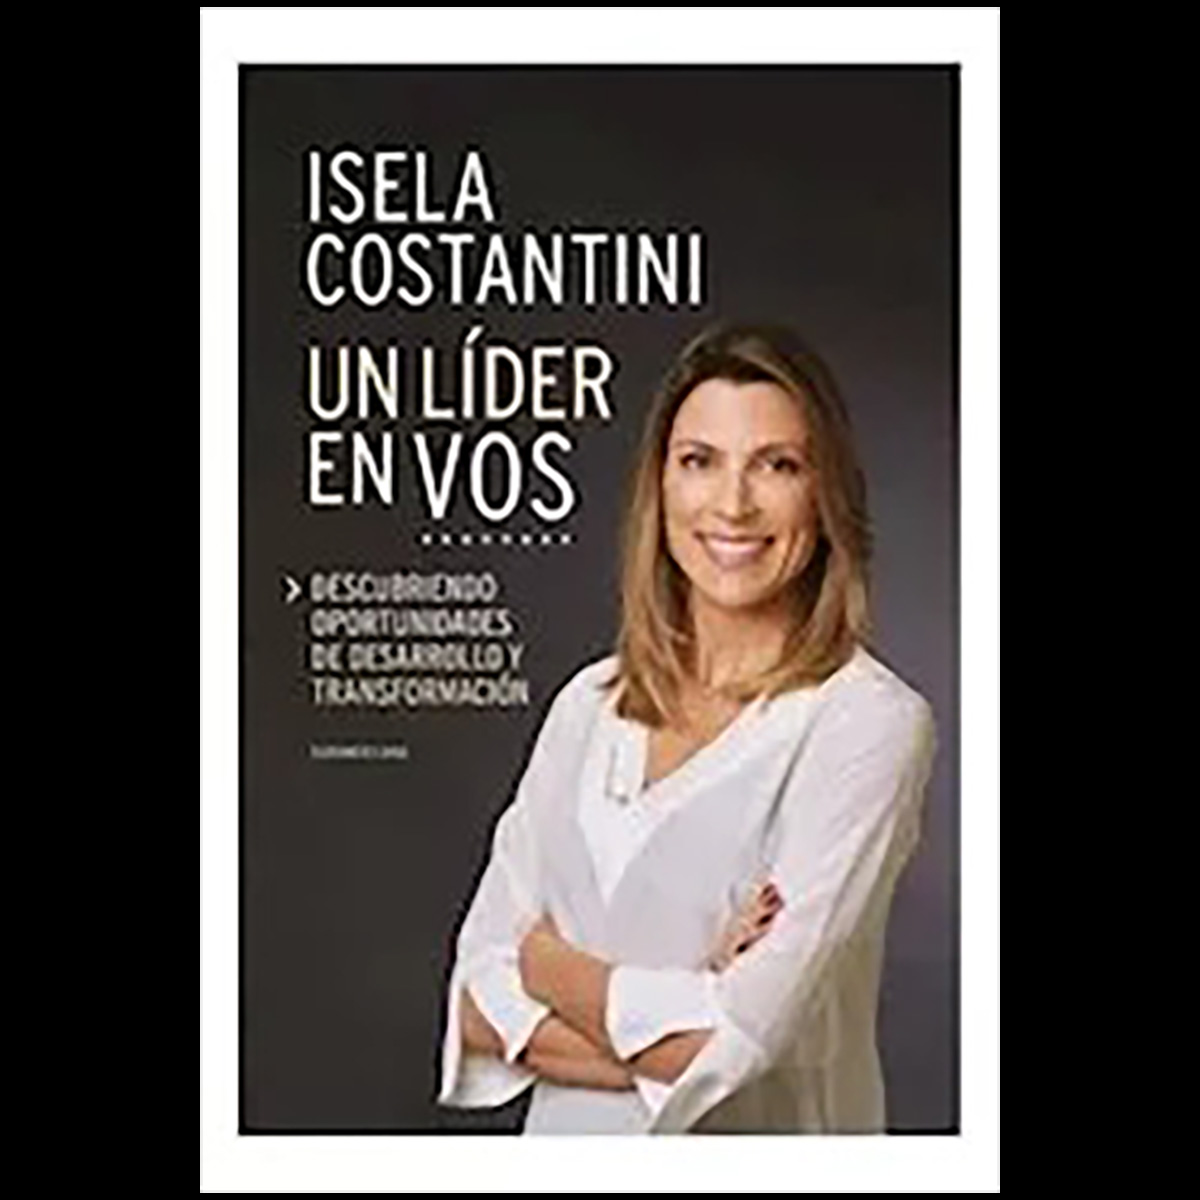 ISELA
COSTANTINI
UN LÍDER
EN VOS
> DESCUBRIENDO
OPORTUNIDADES
DE DESARROLLO Y
TRANSFORMACIÓN